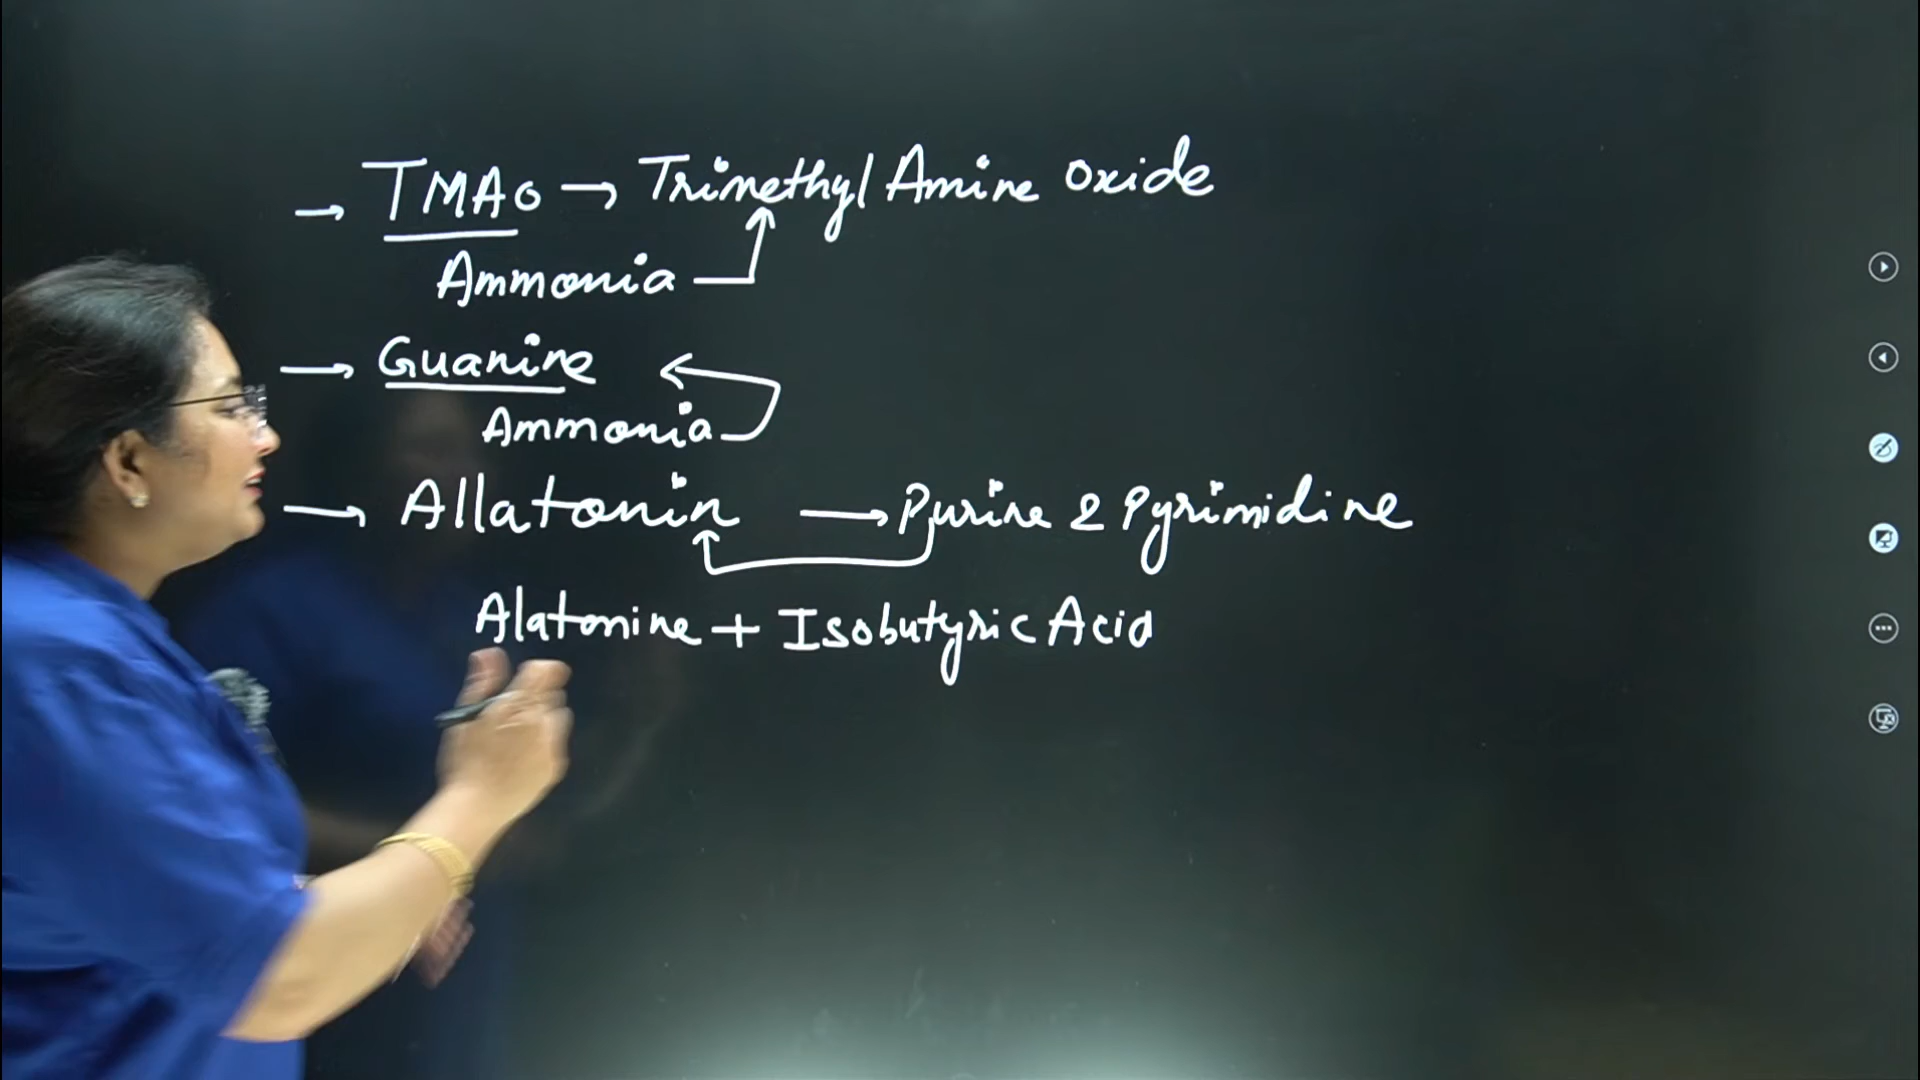 → TMAO → Trimethyl Amine Oxide
Ammonia
→ Guanine
Ammonia
→ Allatonin → Purine & Pyrimidine
Alatonine + Isobutyric Acid